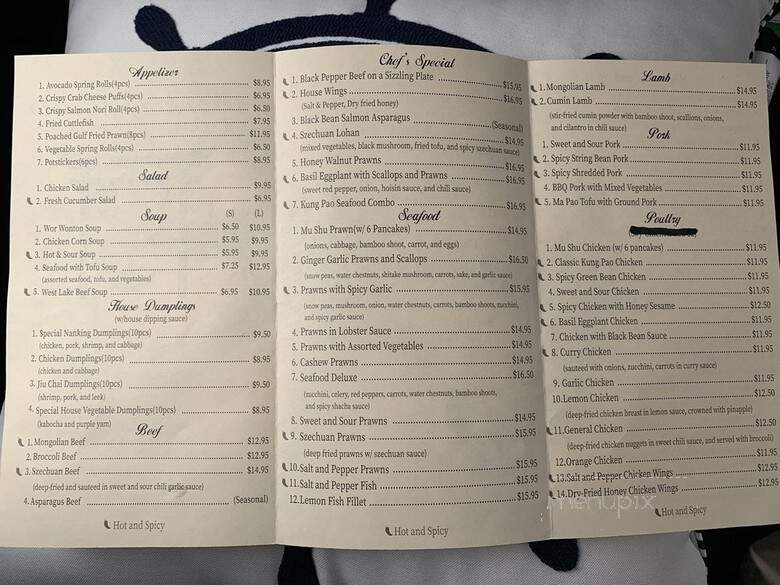 Appetizer
1. Avocado Spring Rolls(4pcs) $8.95
2. Crispy Crab Cheese Puffs(4pcs) $6.95
3. Crispy Salmon Nori Roll(4pcs) $6.50
4. Fried Cuttlefish $7.95
5. Poached Gulf Fried Prawn(8pcs) $11.95
6. Vegetable Spring Rolls(4pcs) $6.50
7. Potstickers(6pcs) $8.95
Salad
1. Chicken Salad $9.95
2. Fresh Cucumber Salad $6.95
Soup (S) (L)
1. Wor Wonton Soup $6.50 $10.95
2. Chicken Corn Soup $5.95 $9.95
3. Hot & Sour Soup $5.95 $9.95
4. Seafood with Tofu Soup $7.25 $12.95
(assorted seafood, tofu, and vegetables)
5. West Lake Beef Soup $6.95 $10.95
House Dumplings
(w/house dipping sauce)
1. Special Nanking Dumplings(10pcs) $9.50
(chicken, pork, shrimp, and cabbage)
2. Chicken Dumplings(10pcs) $8.95
(chicken and cabbage)
3. Jiu Chai Dumplings(10pcs) $9.50
(shrimp, pork, and leek)
4. Special House Vegetable Dumplings(10pcs) $8.95
(kabocha and purple yam)
Beef
1. Mongolian Beef $12.95
2. Broccoli Beef $12.95
3. Szechuan Beef $14.95
(deep-fried and sauteed in sweet and sour chili garlic sauce)
4. Asparagus Beef (Seasonal)
Hot and Spicy
Chef's Special
1. Black Pepper Beef on a Sizzling Plate $15.95
2. House Wings $16.95
(Salt & Pepper, Dry fried honey)
3. Black Bean Salmon Asparagus (Seasonal)
4. Szechuan Lohan $14.95
(mixed vegetables, black mushroom, fried tofu, and spicy szechuan sauce)
5. Honey Walnut Prawns $16.95
6. Basil Eggplant with Scallops and Prawns $16.95
(sweet red pepper, onion, hoisin sauce, and chili sauce)
7. Kung Pao Seafood Combo $16.95
Seafood
1. Mu Shu Prawn(w/ 6 Pancakes) $14.95
(onions, cabbage, bamboo shoot, carrot, and eggs)
2. Ginger Garlic Prawns and Scallops $16.50
(snow peas, water chestnuts, shitake mushroom, carrots, sake, and garlic sauce)
3. Prawns with Spicy Garlic $15.95
(snow peas, mushroom, onion, water chestnuts, carrots, bamboo shoots, zucchini, and spicy garlic sauce)
4. Prawns in Lobster Sauce $14.95
5. Prawns with Assorted Vegetables $14.95
6. Cashew Prawns $14.95
7. Seafood Deluxe $16.50
(zucchini, celery, red peppers, carrots, water chestnuts, bamboo shoots, and spicy shacha sauce)
8. Sweet and Sour Prawns $14.95
9. Szechuan Prawns $15.95
(deep fried prawns w/ szechuan sauce)
10. Salt and Pepper Prawns $15.95
11. Salt and Pepper Fish $15.95
12. Lemon Fish Fillet $15.95
Hot and Spicy
Lamb
1. Mongolian Lamb $14.95
2. Cumin Lamb $14.95
(stir-fried cumin powder with bamboo shoot, scallions, onions, and cilantro in chili sauce)
Pork
1. Sweet and Sour Pork $11.95
2. Spicy String Bean Pork $11.95
3. Spicy Shredded Pork $11.95
4. BBQ Pork with Mixed Vegetables $11.95
5. Ma Pao Tofu with Ground Pork $11.95
Poultry
1. Mu Shu Chicken (w/ 6 pancakes) $11.95
2. Classic Kung Pao Chicken $11.95
3. Spicy Green Bean Chicken $11.95
4. Sweet and Sour Chicken $11.95
5. Spicy Chicken with Honey Sesame $12.50
6. Basil Eggplant Chicken $11.95
7. Chicken with Black Bean Sauce $11.95
8. Curry Chicken $11.95
(sauteed with onions, zucchini, carrots in curry sauce)
9. Garlic Chicken $11.95
10. Lemon Chicken $12.50
(deep-fried chicken breast in lemon sauce, crowned with pinapple)
11. General Chicken $12.50
(deep-fried chicken nuggets in sweet chili sauce, and served with broccoli)
12. Orange Chicken $11.95
13. Salt and Pepper Chicken Wings $12.95
14. Dry-Fried Honey Chicken Wings $12.95
Hot and Spicy
menupix